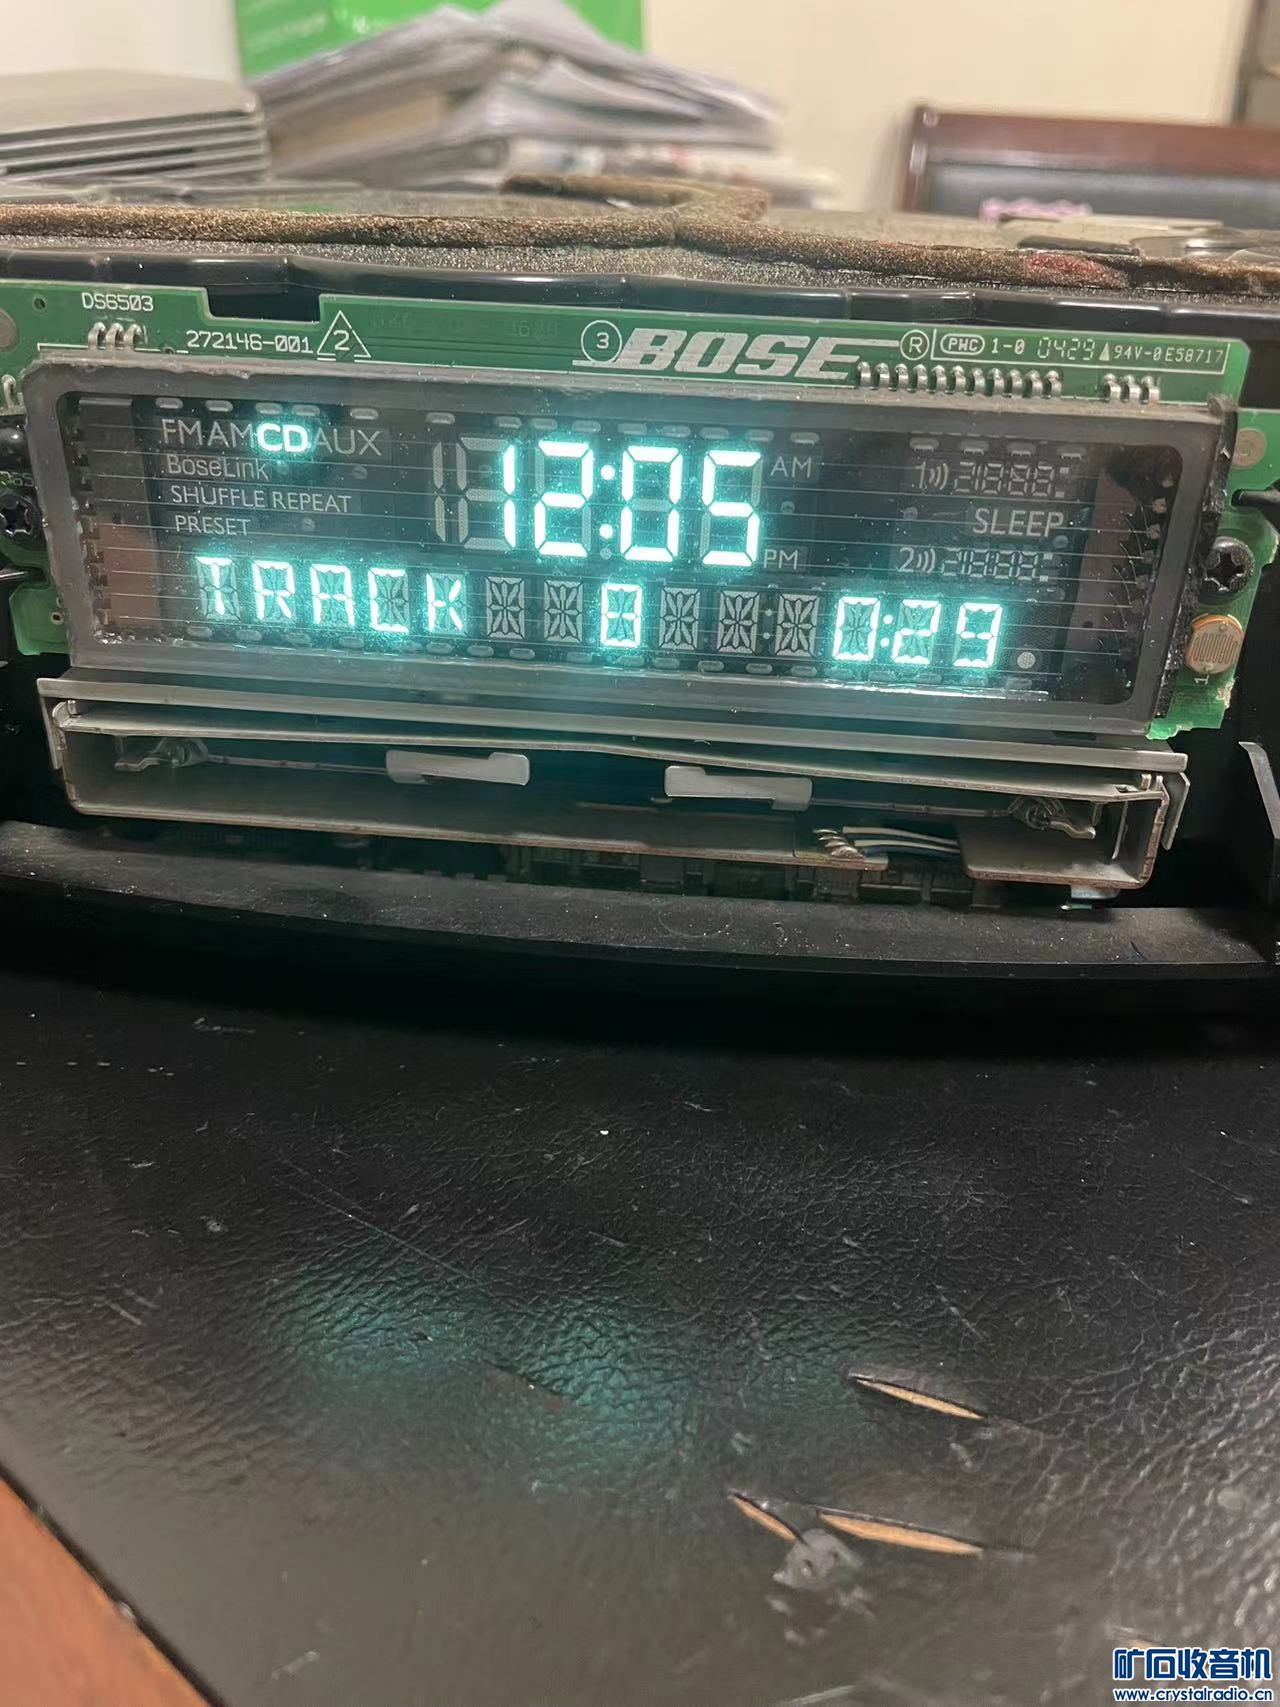 DS6503
272146-001 2
3 BOSE ® PMC 1-0 0429 94V-0 E58717
FM AM CD AUX
BoseLink
SHUFFLE REPEAT
PRESET
12:05
AM
PM
1
SLEEP
2
TRACK 8 0:29
矿石收音机
www.crystalradio.cn